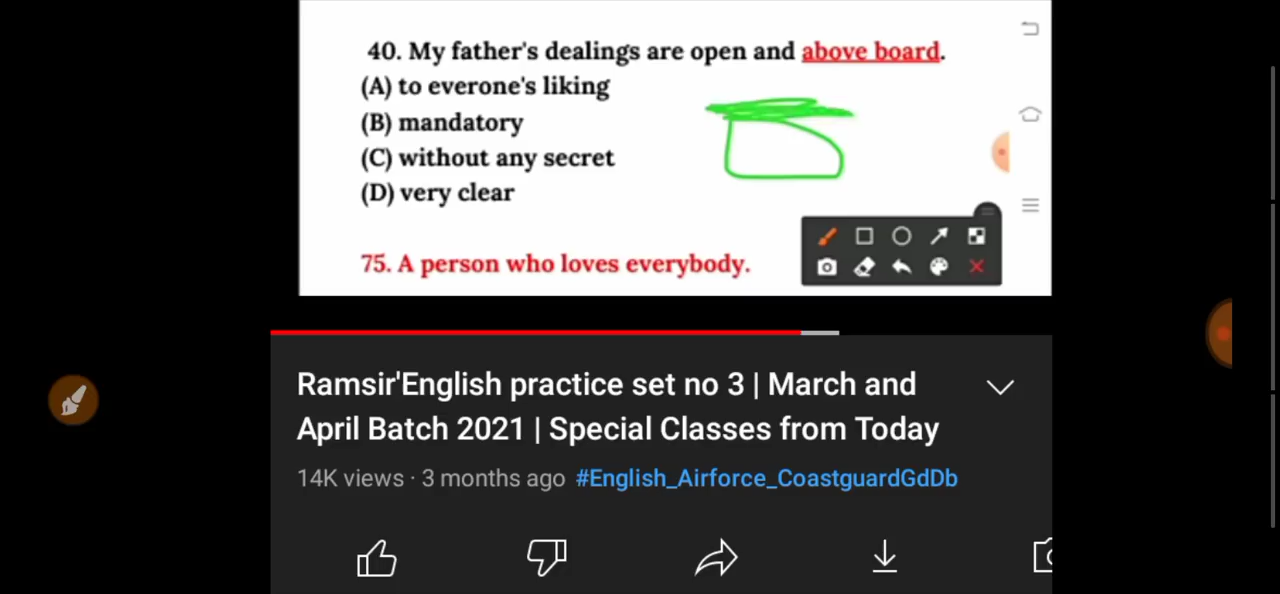 40. My father's dealings are open and above board.
(A) to everone's liking
(B) mandatory
(C) without any secret
(D) very clear
75. A person who loves everybody.
Ramsir'English practice set no 3 | March and
April Batch 2021 | Special Classes from Today
14K views · 3 months ago #English_Airforce_CoastguardGdDb